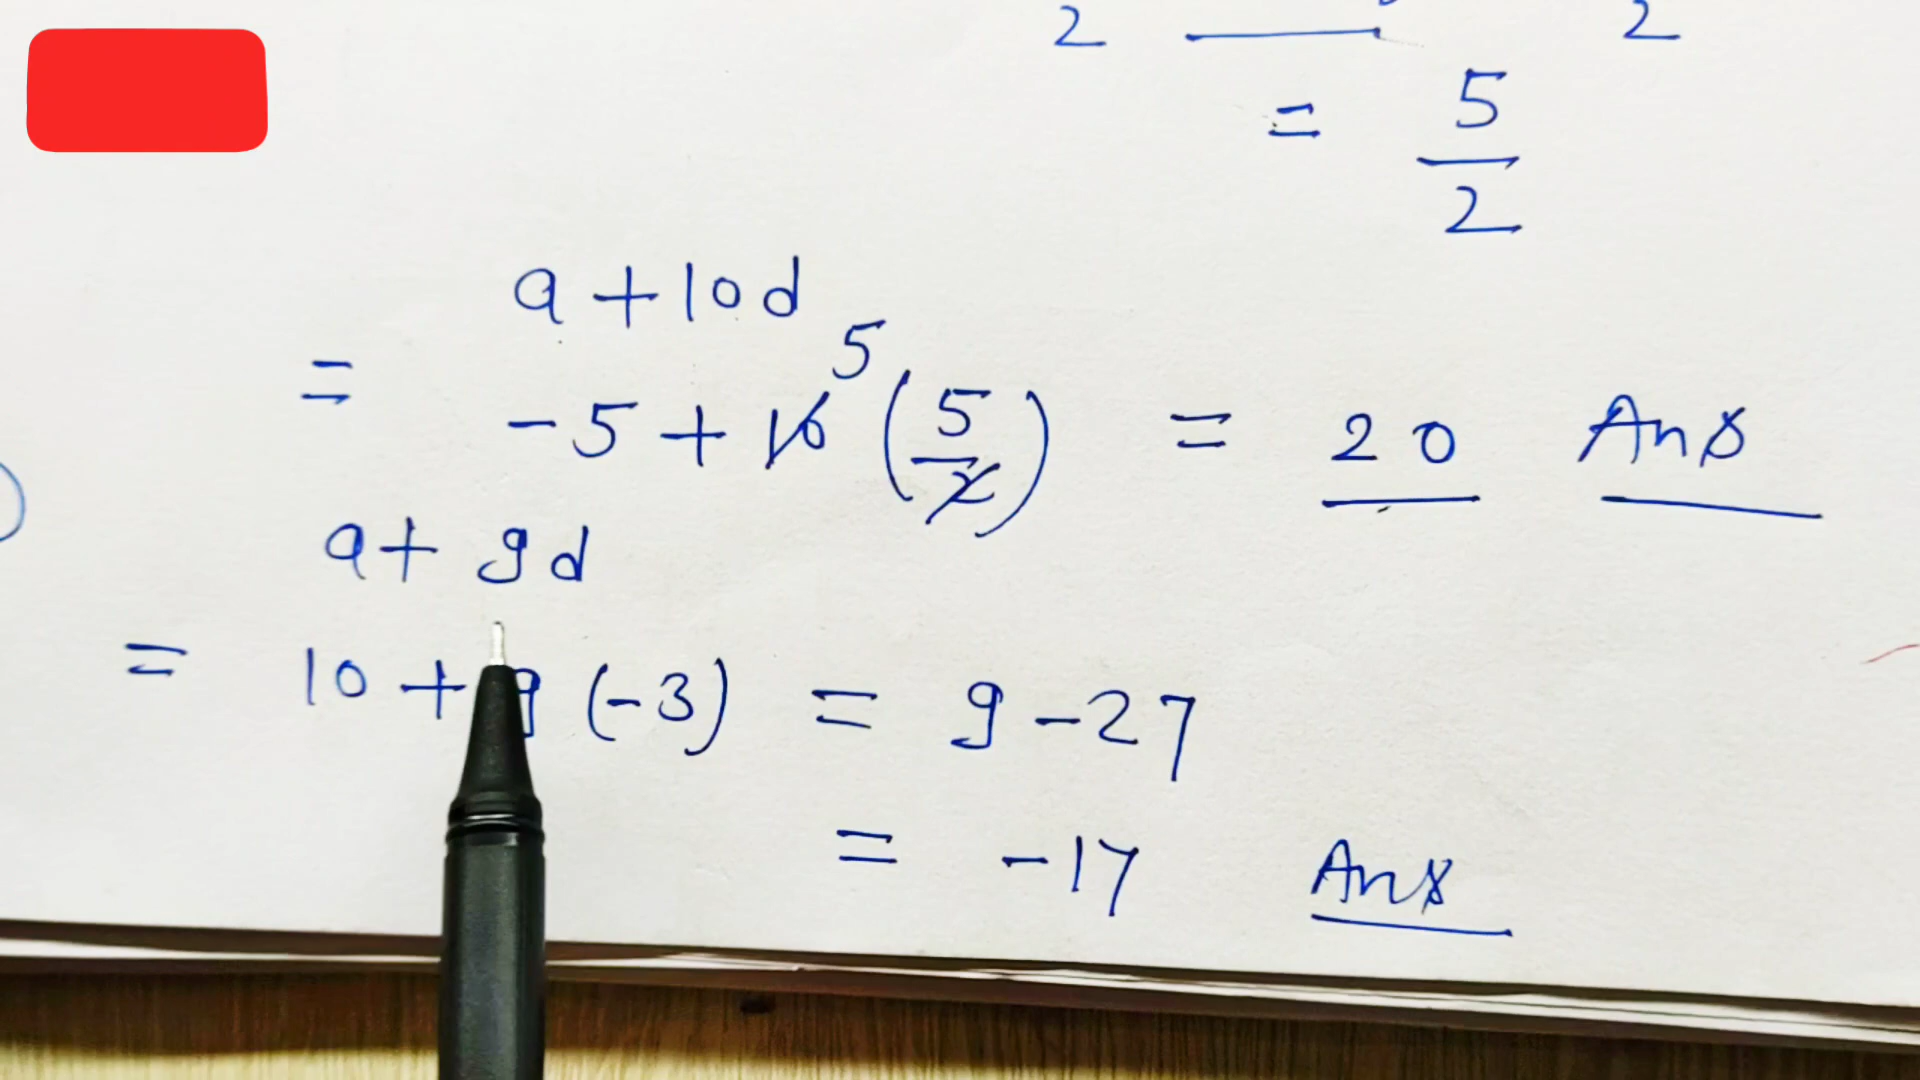 2 2
= 5/2
a + 10d
= -5 + 10 5 (5/2) = 20 Ans
a + 9d
= 10 + 9 (-3) = 9 - 27
= -17 Ans